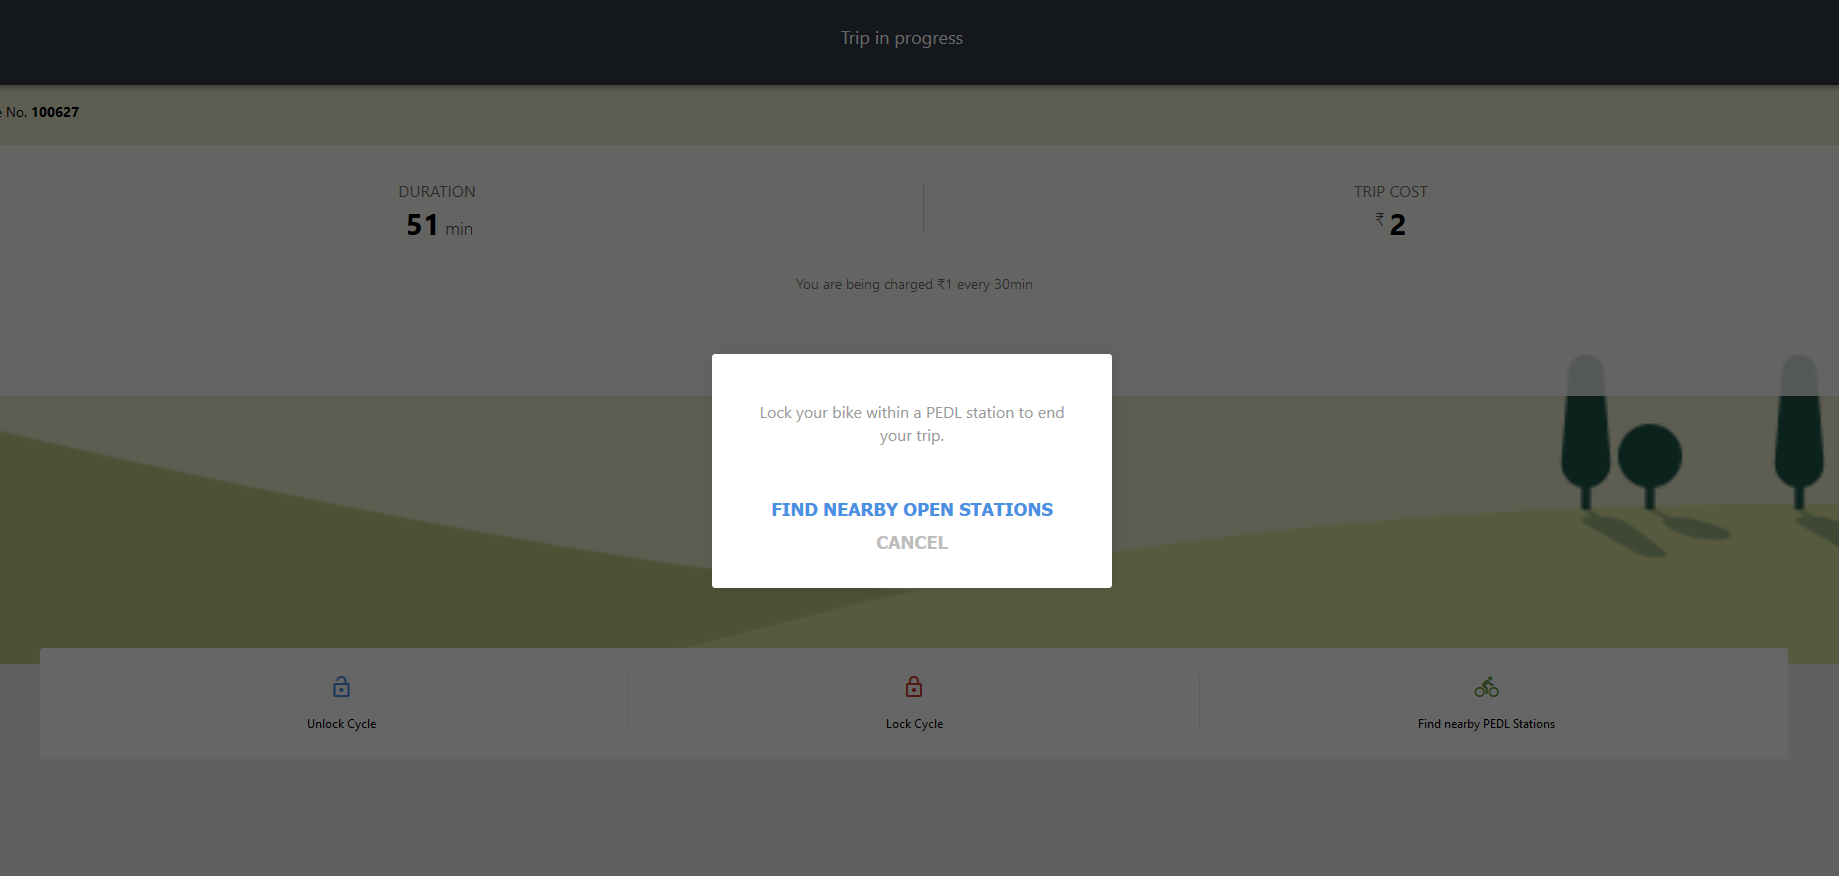 Trip in progress
e No. 100627
DURATION
51 min
TRIP COST
₹ 2
You are being charged ₹1 every 30min
Lock your bike within a PEDL station to end
your trip.
FIND NEARBY OPEN STATIONS
CANCEL
Unlock Cycle
Lock Cycle
Find nearby PEDL Stations